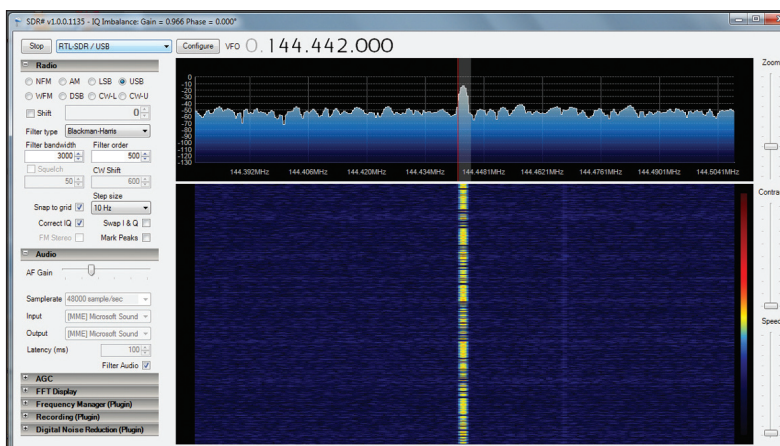 SDR# v1.0.0.1135 - IQ Imbalance: Gain = 0.966 Phase = 0.000°
Stop RTL-SDR / USB Configure VFO 0.144.442.000
Radio
NFM AM LSB USB
WFM DSB CW-L CW-U
Shift 0
Filter type Blackman-Harris
Filter bandwidth Filter order
3000 500
Squelch CW Shift
50 600
Step size
Snap to grid 10 Hz
Correct IQ Swap I & Q
FM Stereo Mark Peaks
Audio
AF Gain
Samplerate 48000 sample/sec
Input [MME] Microsoft Sound
Output [MME] Microsoft Sound
Latency (ms) 100
Filter Audio
AGC
FFT Display
Frequency Manager (Plugin)
Recording (Plugin)
Digital Noise Reduction (Plugin)
0
-10
-20
-30
-40
-50
-60
-70
-80
-90
-100
-110
-120
-130
144.392MHz 144.406MHz 144.420MHz 144.434MHz 144.4481MHz 144.4621MHz 144.4761MHz 144.4901MHz 144.5041MHz
Zoom
Contra
Speed